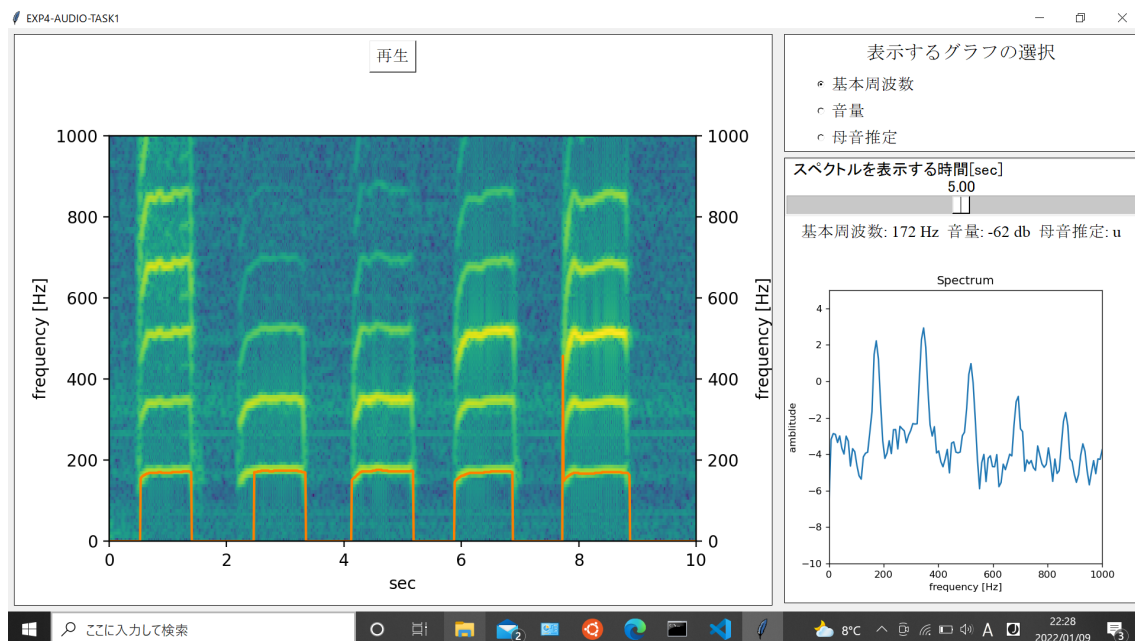 EXP4-AUDIO-TASK1
再生
1000
800
600
400
200
0
frequency [Hz]
1000
800
600
400
200
0
frequency [Hz]
0 2 4 6 8 10
sec
表示するグラフの選択
基本周波数
音量
母音推定
スペクトルを表示する時間[sec]
5.00
基本周波数: 172 Hz 音量: -62 db 母音推定: u
Spectrum
4
2
0
−2
−4
−6
−8
−10
amblitude
0 200 400 600 800 1000
frequency [Hz]
ここに入力して検索
2
8°C
A
22:28
2022/01/09
3